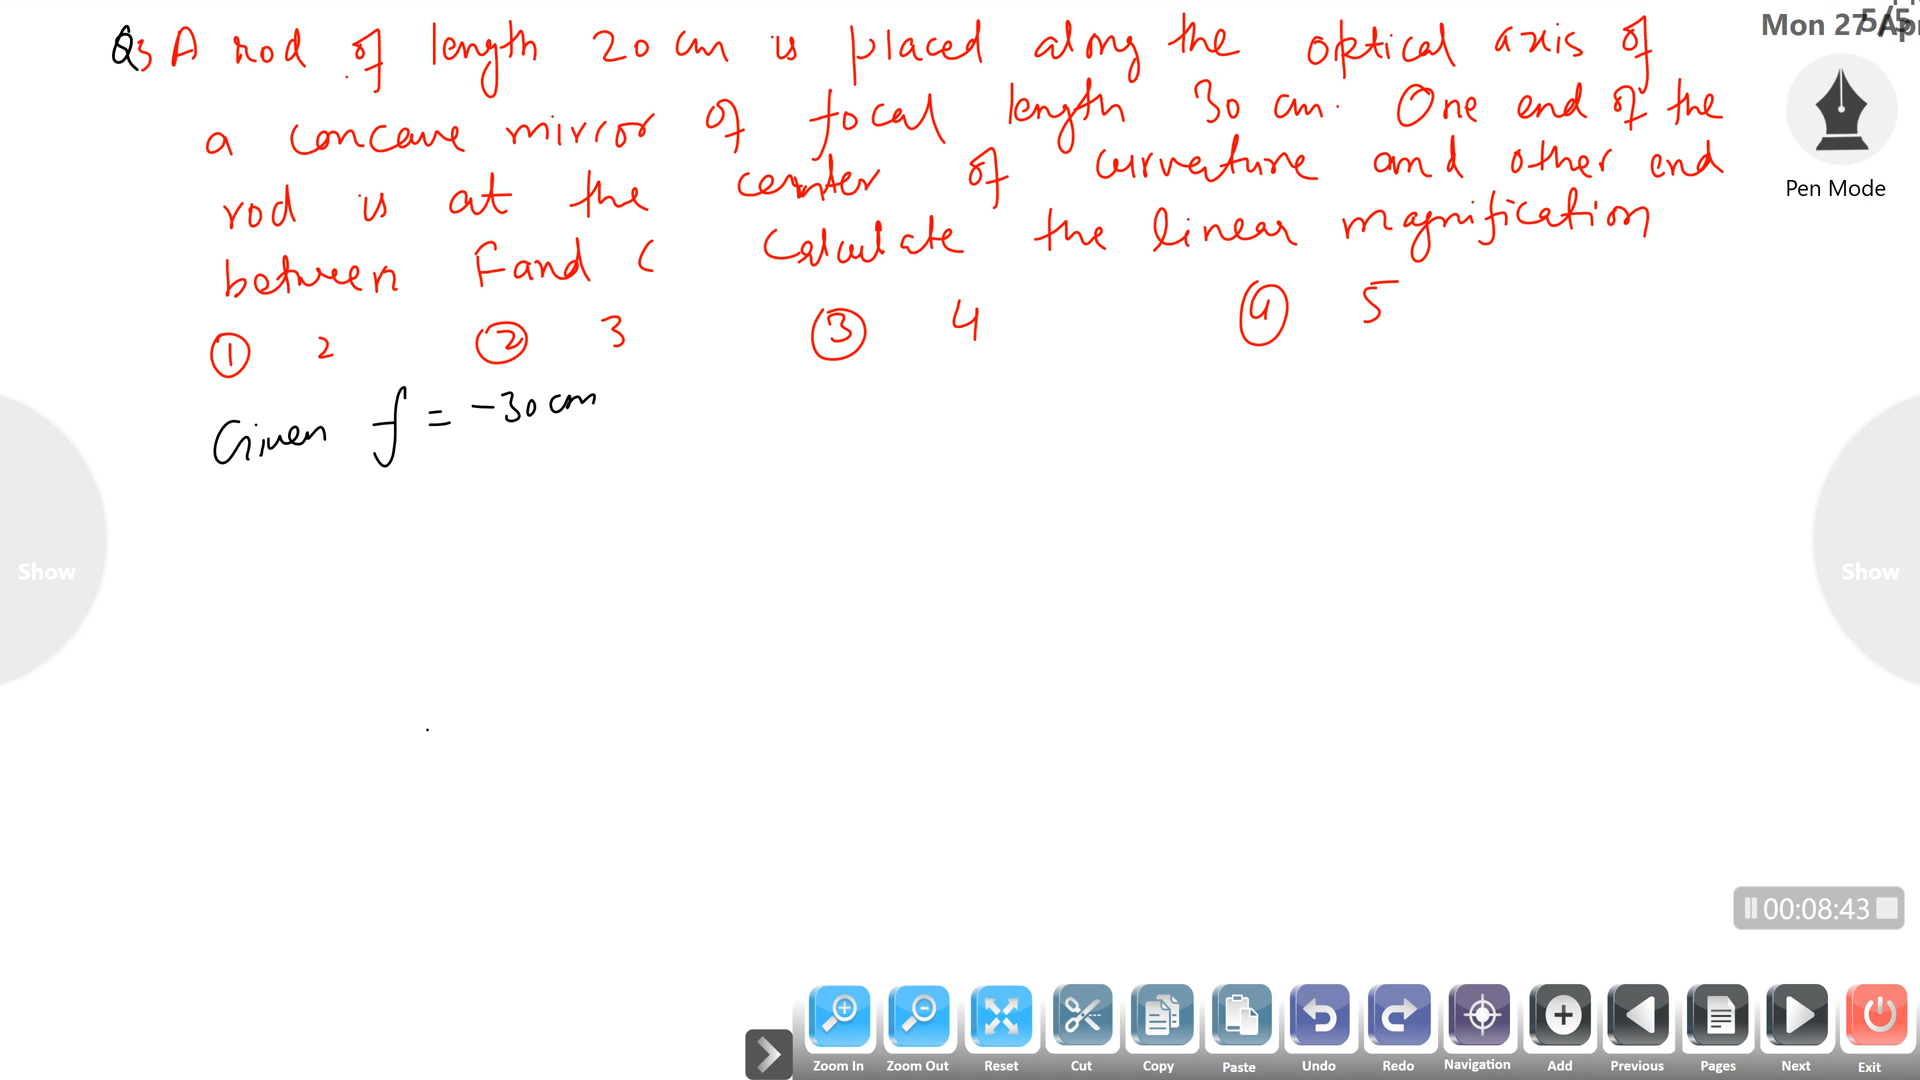 Mon 27 Apr
5/5
Q3 A rod of length 20 cm is placed along the optical axis of
a concave mirror of focal length 30 cm. One end of the
rod is at the center of curvature and other end
between F and C calculate the linear magnification
① 2 ② 3 ③ 4 ④ 5
Given f = -30 cm
Pen Mode
Show
Show
00:08:43
Zoom In Zoom Out Reset Cut Copy Paste Undo Redo Navigation Add Previous Pages Next Exit